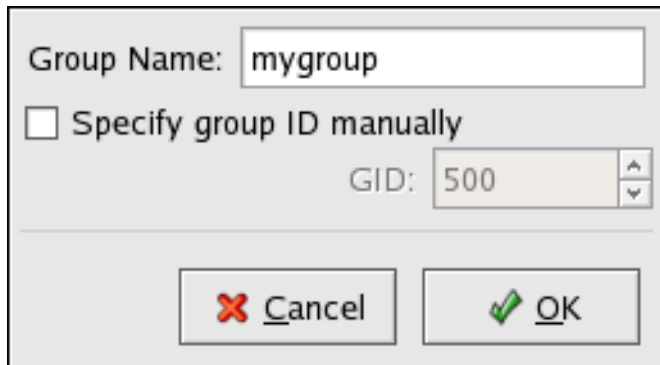 Group Name: mygroup
Specify group ID manually
GID: 500
Cancel OK